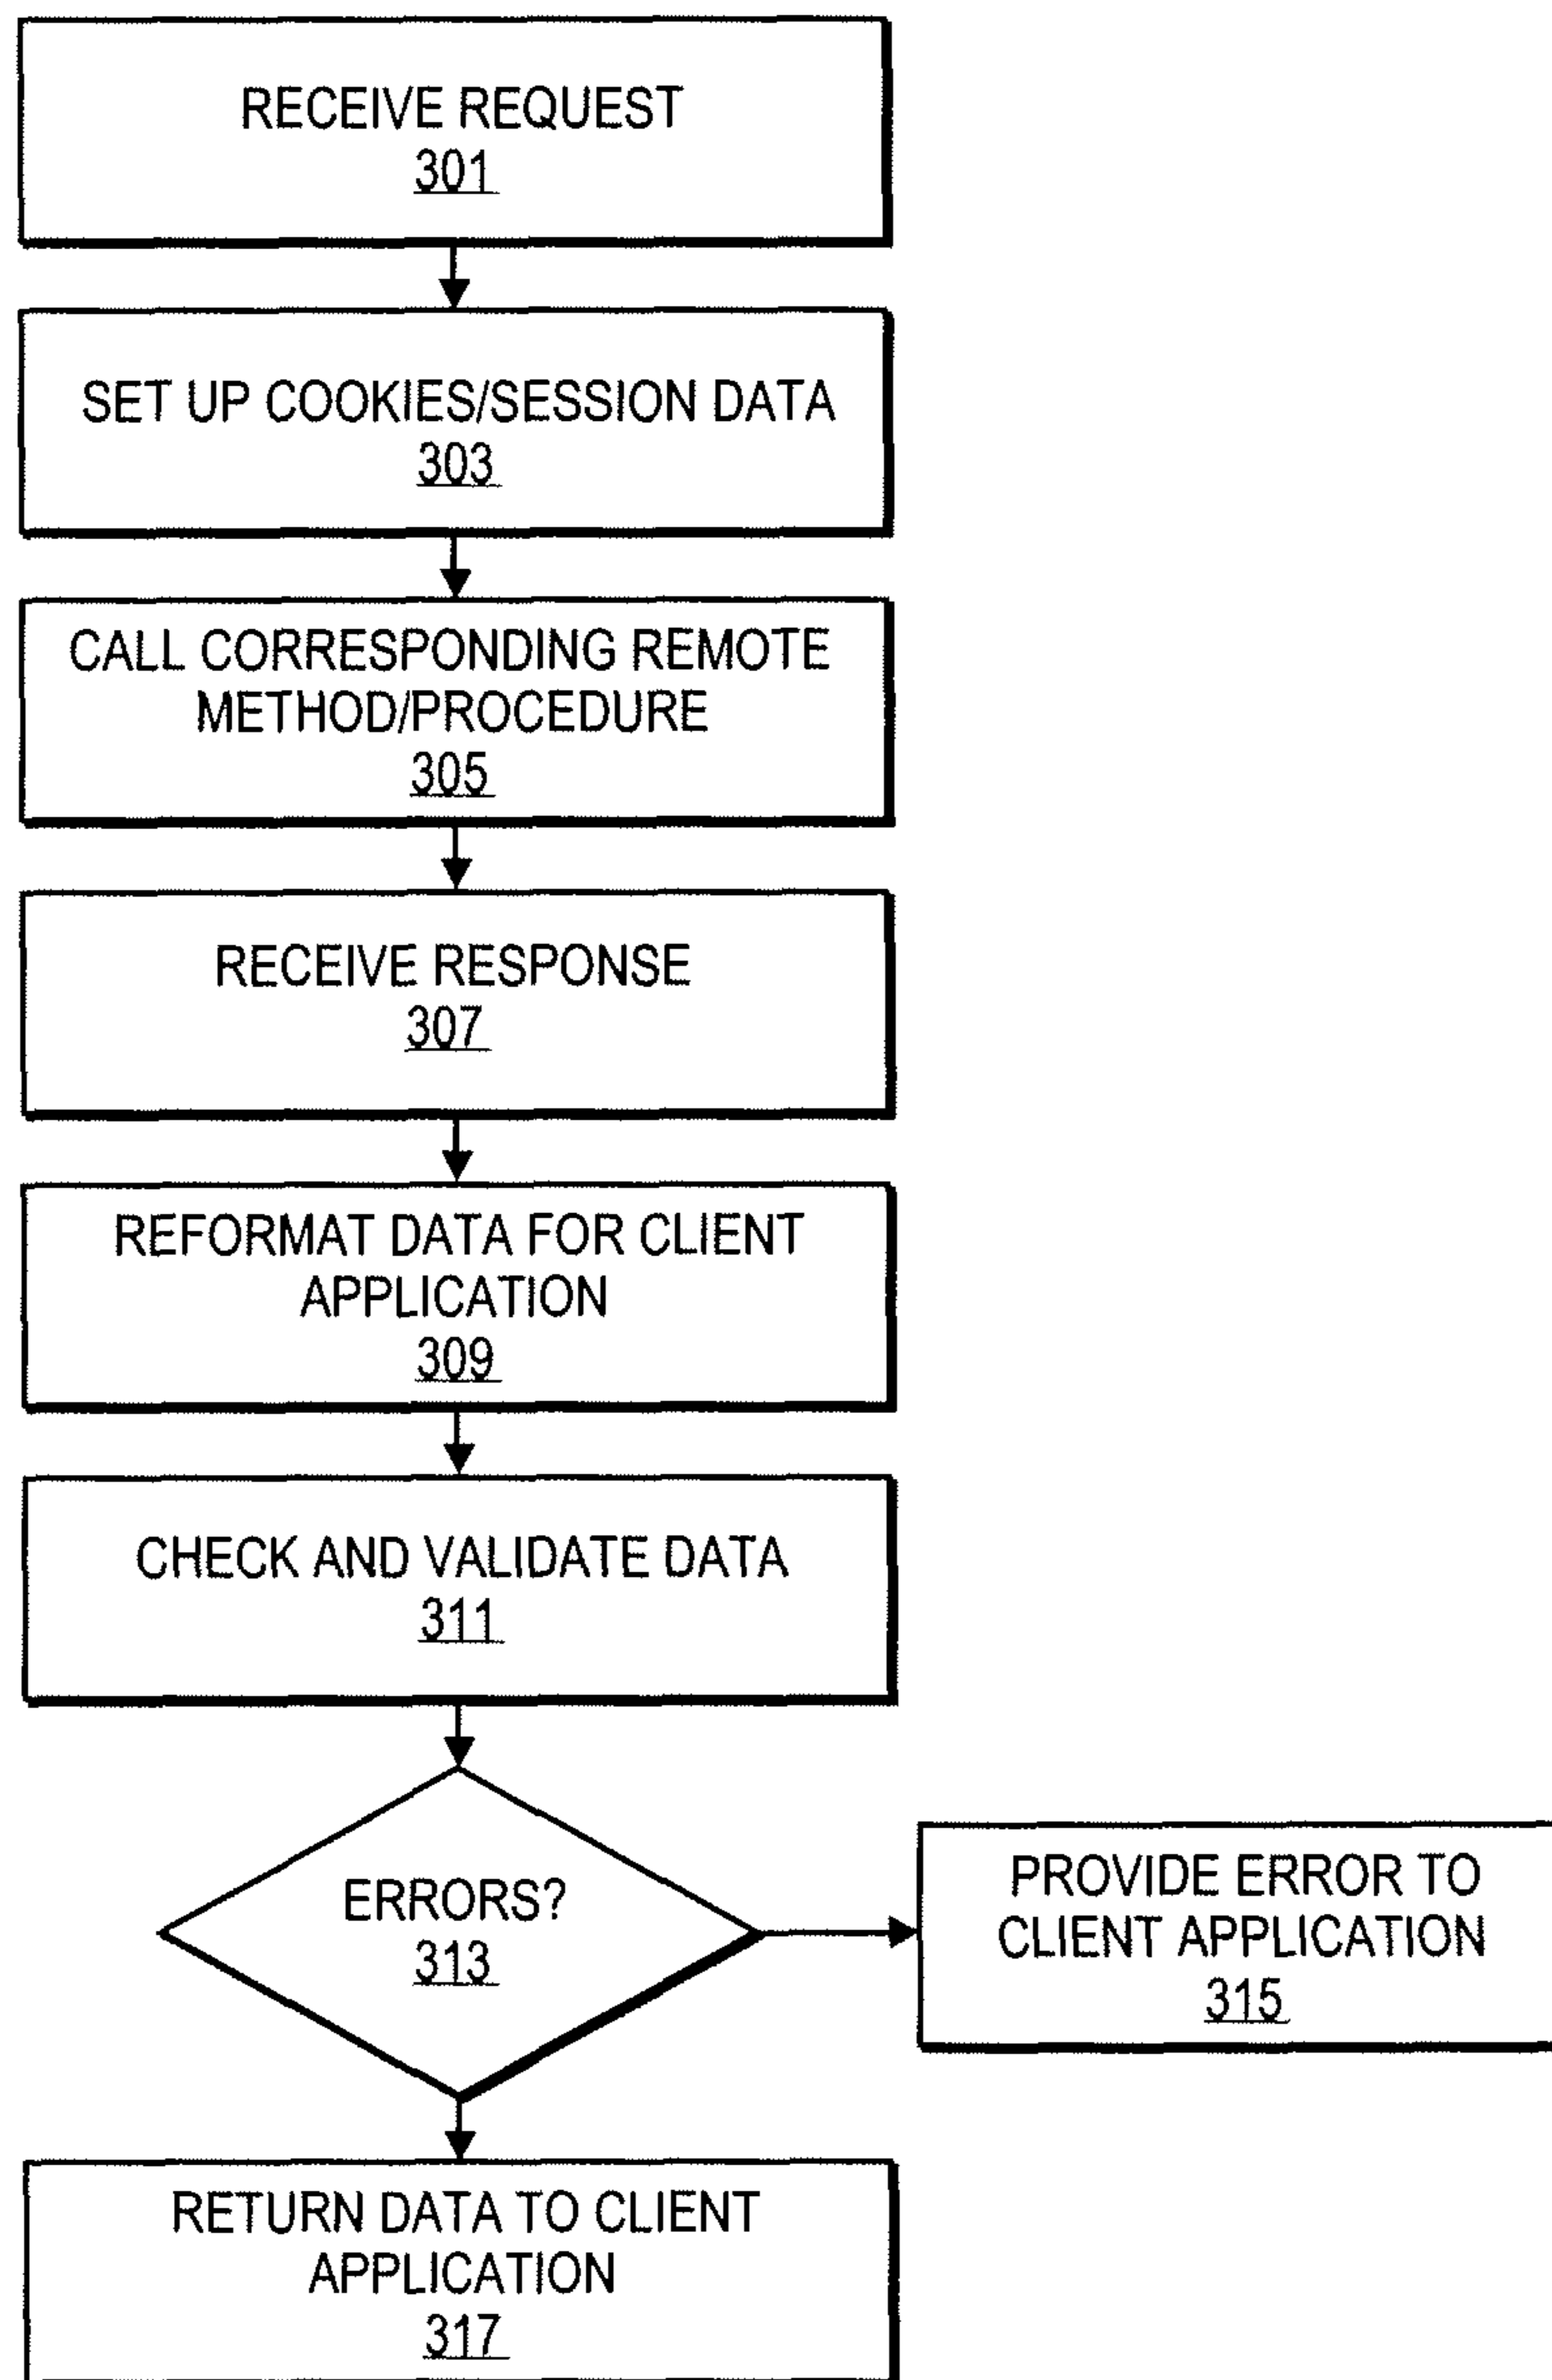 RECEIVE REQUEST
301
SET UP COOKIES/SESSION DATA
303
CALL CORRESPONDING REMOTE
METHOD/PROCEDURE
305
RECEIVE RESPONSE
307
REFORMAT DATA FOR CLIENT
APPLICATION
309
CHECK AND VALIDATE DATA
311
ERRORS?
313
PROVIDE ERROR TO
CLIENT APPLICATION
315
RETURN DATA TO CLIENT
APPLICATION
317